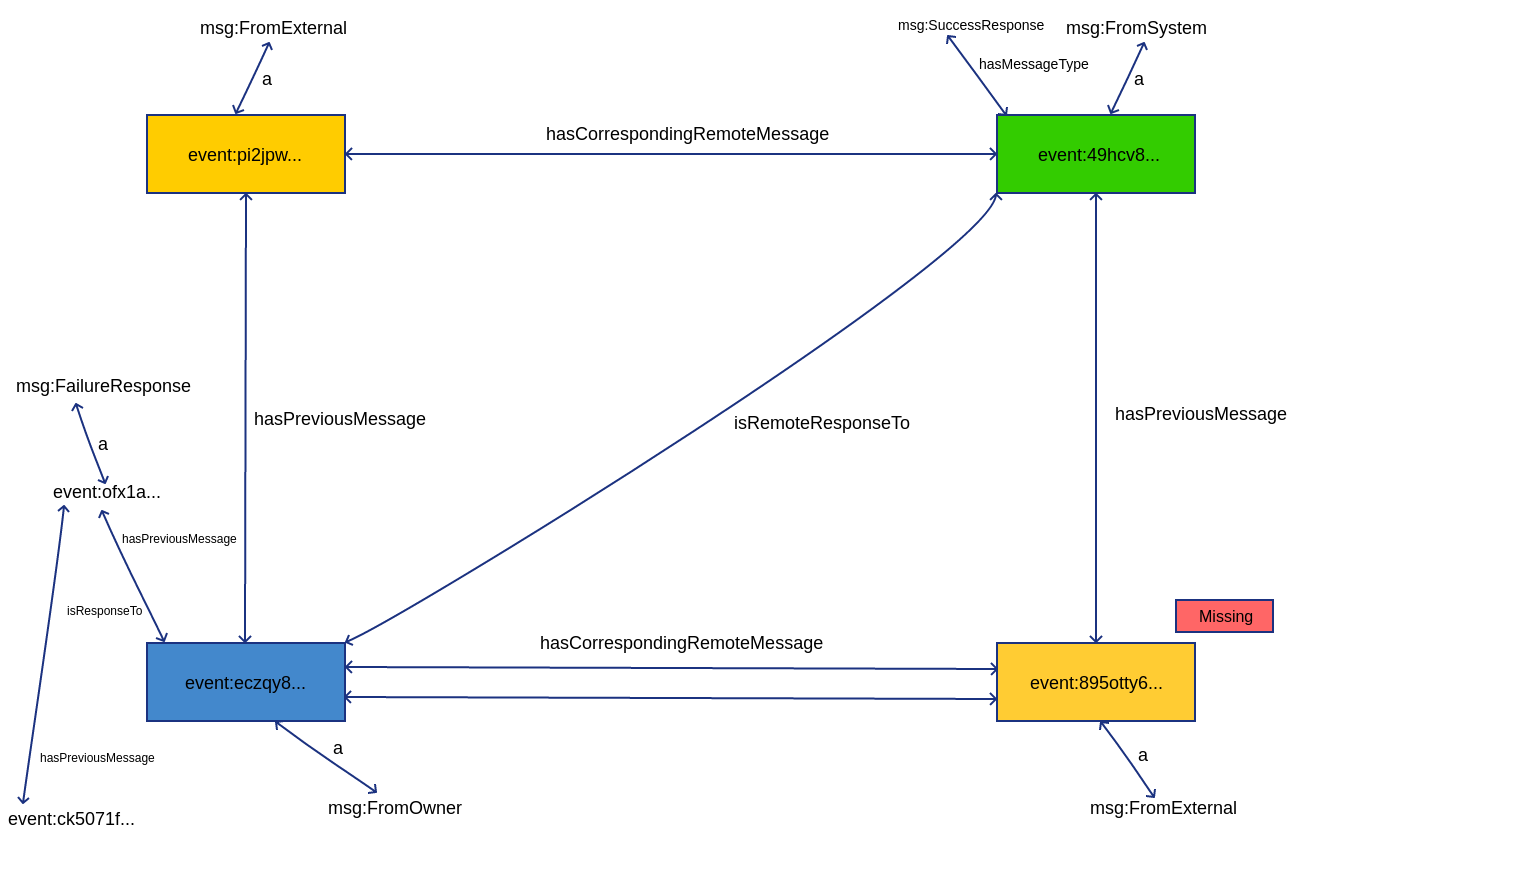 msg:FromExternal
msg:SuccessResponse
msg:FromSystem
hasMessageType
a
a
hasCorrespondingRemoteMessage
event:pi2jpw...
event:49hcv8...
msg:FailureResponse
hasPreviousMessage
isRemoteResponseTo
hasPreviousMessage
a
event:ofx1a...
hasPreviousMessage
isResponseTo
Missing
hasCorrespondingRemoteMessage
event:eczqy8...
event:895otty6...
a
a
hasPreviousMessage
msg:FromOwner
msg:FromExternal
event:ck5071f...